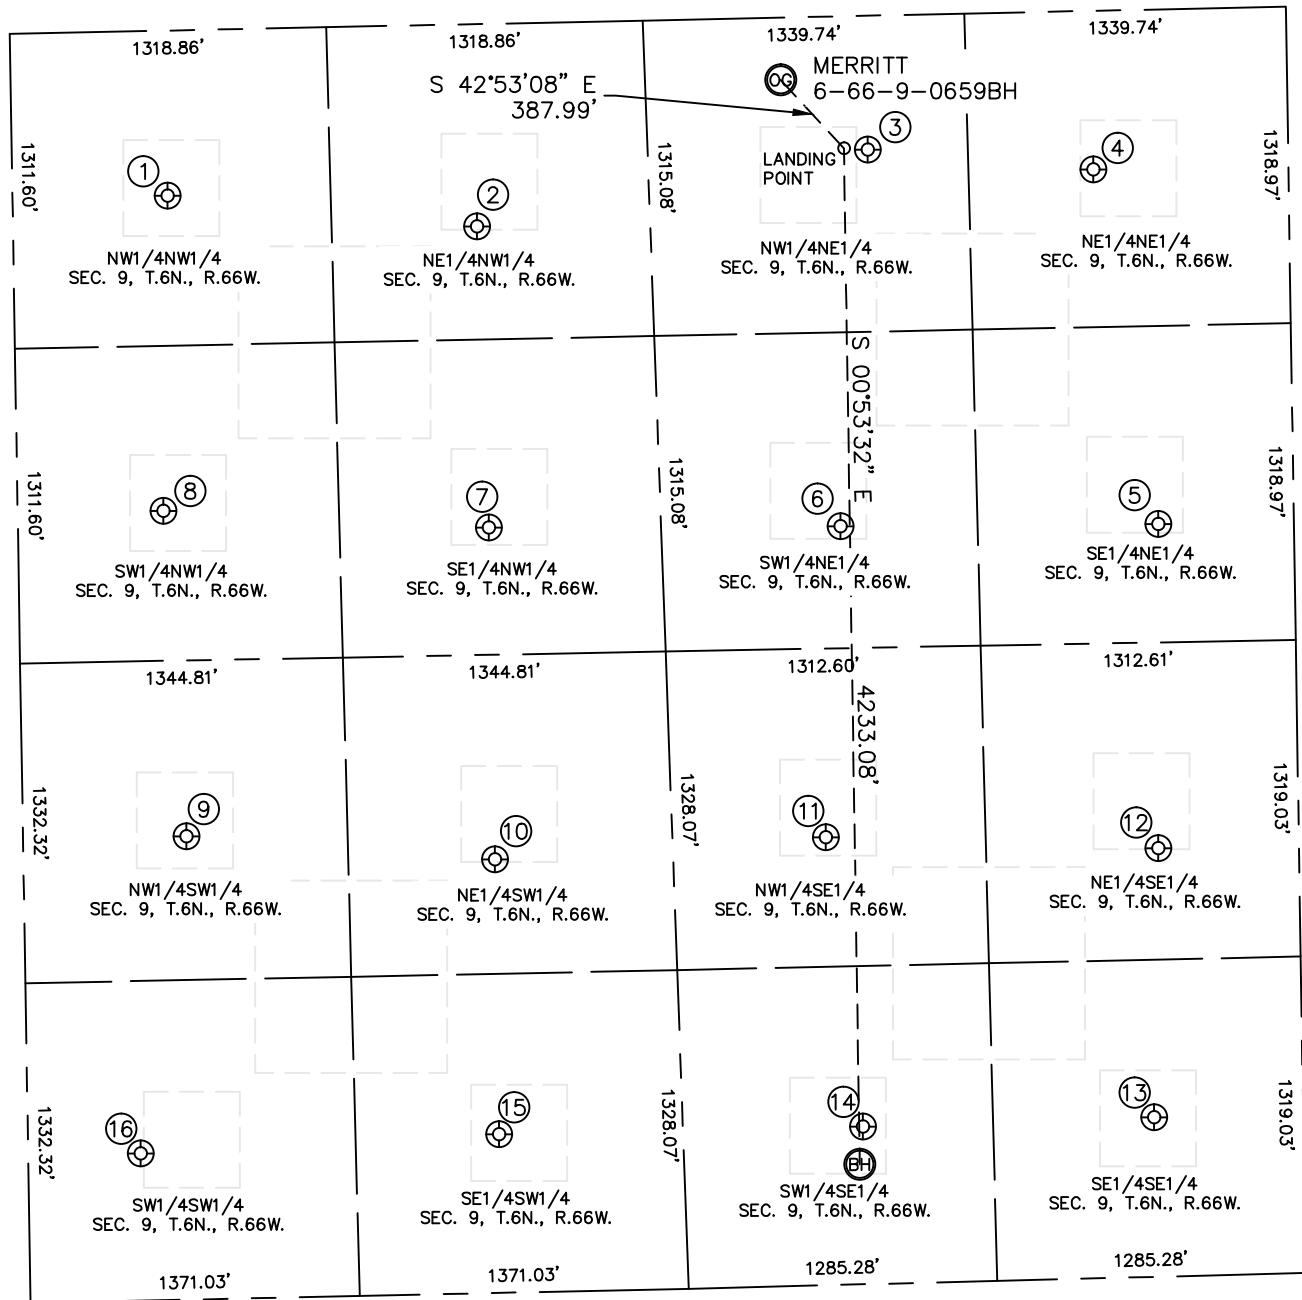 1318.86’
1318.86’
1339.74’
1339.74’
S 42°53’08” E
387.99’
OG
MERRITT
6-66-9-0659BH
1311.60’
1
2
1315.08’
LANDING
POINT
3
4
1318.97’
NW1/4NW1/4
SEC. 9, T.6N., R.66W.
NE1/4NW1/4
SEC. 9, T.6N., R.66W.
NW1/4NE1/4
SEC. 9, T.6N., R.66W.
NE1/4NE1/4
SEC. 9, T.6N., R.66W.
S 00°53’32” E
1311.60’
8
7
1315.08’
6
5
1318.97’
SW1/4NW1/4
SEC. 9, T.6N., R.66W.
SE1/4NW1/4
SEC. 9, T.6N., R.66W.
SW1/4NE1/4
SEC. 9, T.6N., R.66W.
SE1/4NE1/4
SEC. 9, T.6N., R.66W.
1344.81’
1344.81’
1312.60’
1312.61’
4233.08’
1332.32’
9
10
1328.07’
11
12
1319.03’
NW1/4SW1/4
SEC. 9, T.6N., R.66W.
NE1/4SW1/4
SEC. 9, T.6N., R.66W.
NW1/4SE1/4
SEC. 9, T.6N., R.66W.
NE1/4SE1/4
SEC. 9, T.6N., R.66W.
1332.32’
16
15
1328.07’
14
13
1319.03’
BH
SW1/4SW1/4
SEC. 9, T.6N., R.66W.
SE1/4SW1/4
SEC. 9, T.6N., R.66W.
SW1/4SE1/4
SEC. 9, T.6N., R.66W.
SE1/4SE1/4
SEC. 9, T.6N., R.66W.
1371.03’
1371.03’
1285.28’
1285.28’